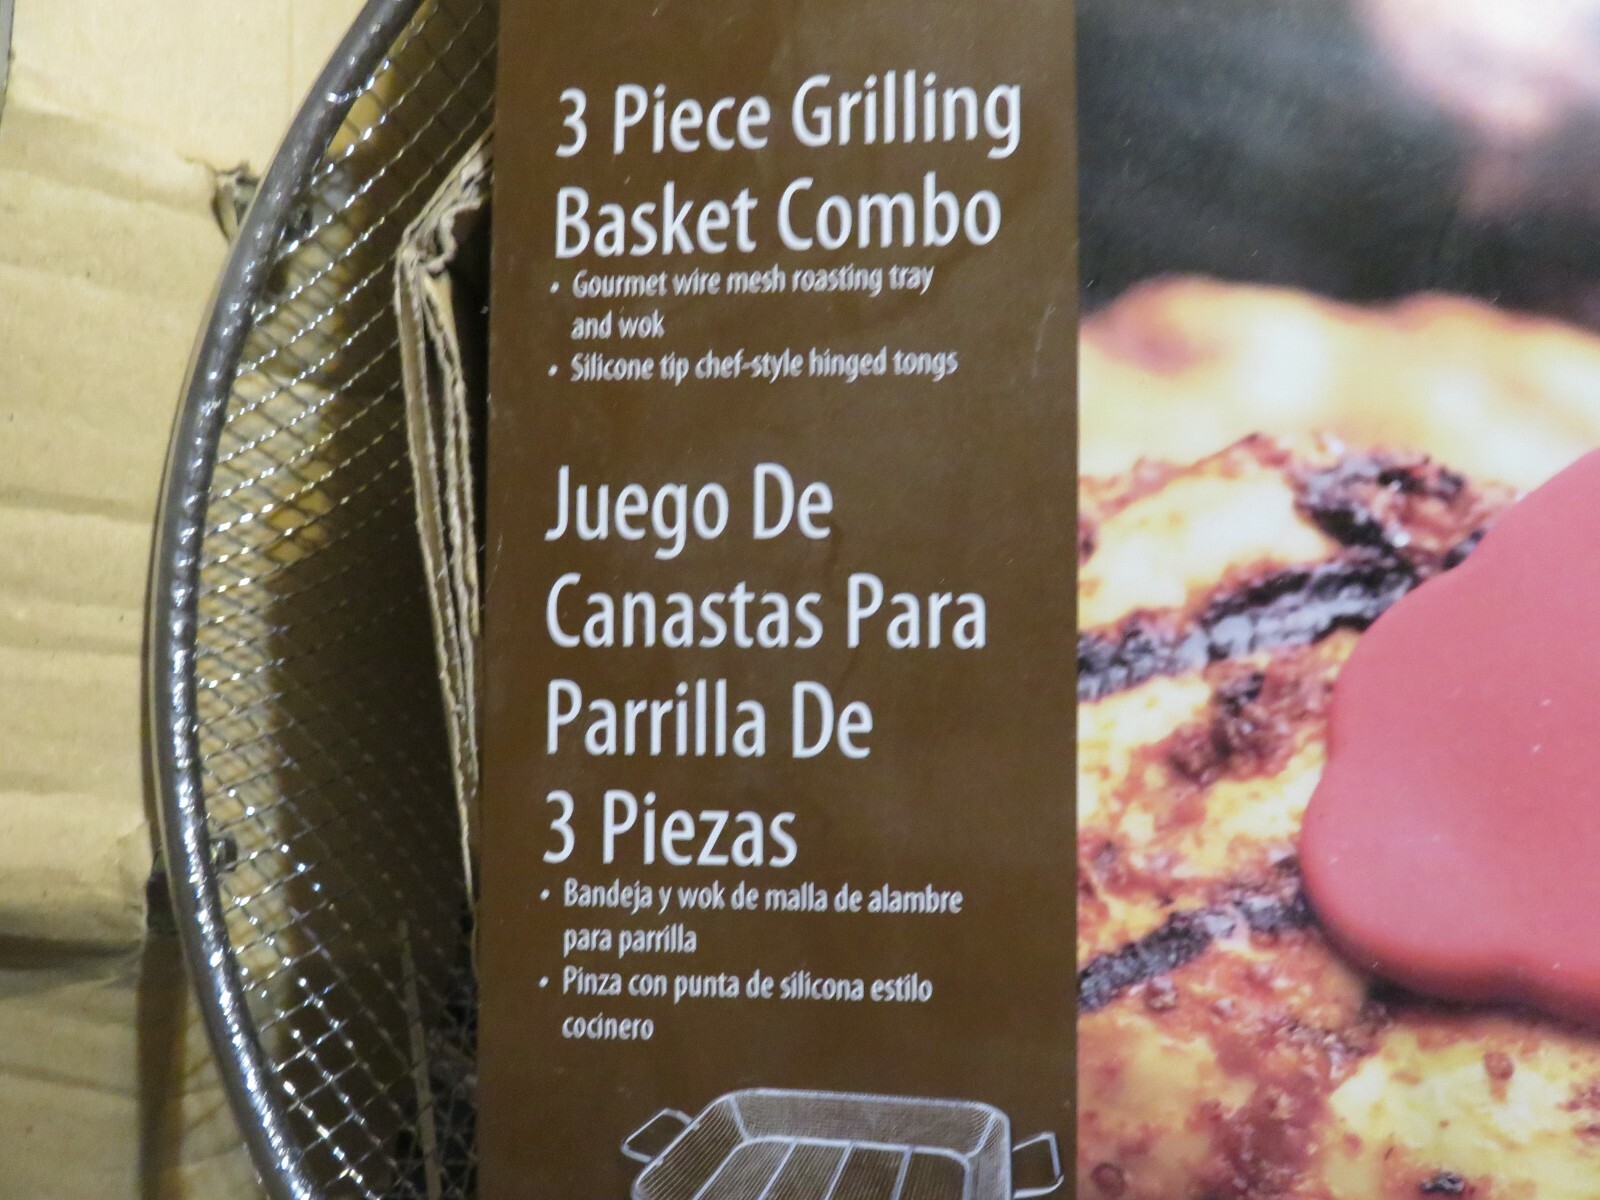 3 Piece Grilling
Basket Combo
• Gourmet wire mesh roasting tray
and wok
• Silicone tip chef-style hinged tongs
Juego De
Canastas Para
Parrilla De
3 Piezas
• Bandeja y wok de malla de alambre
para parrilla
• Pinza con punta de silicona estilo
cocinero